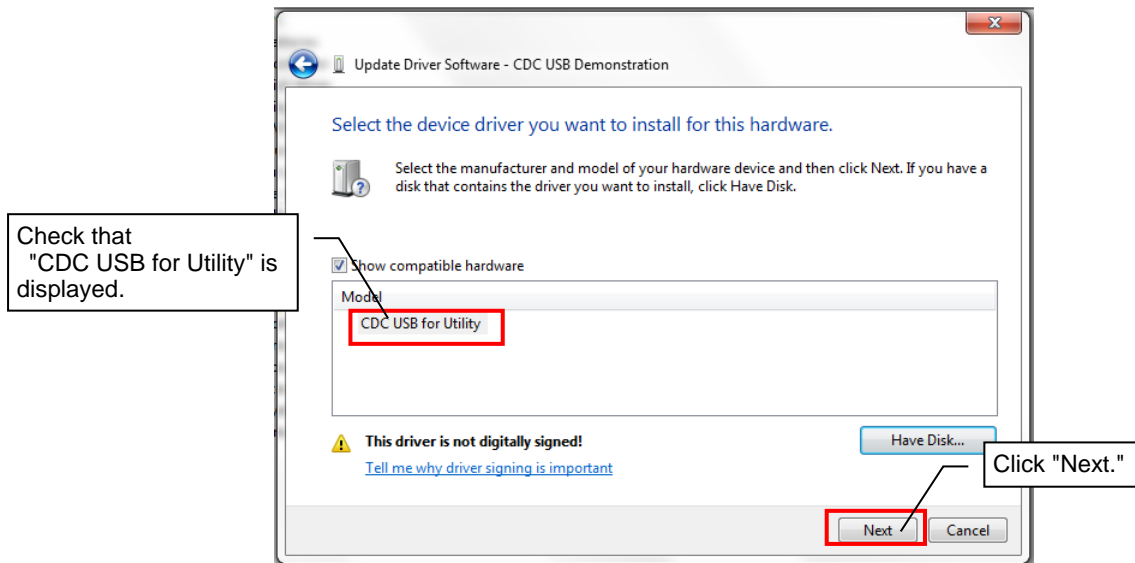 Update Driver Software - CDC USB Demonstration
Select the device driver you want to install for this hardware.
Select the manufacturer and model of your hardware device and then click Next. If you have a
disk that contains the driver you want to install, click Have Disk.
Check that
"CDC USB for Utility" is
displayed.
Show compatible hardware
Model
CDC USB for Utility
This driver is not digitally signed!
Have Disk...
Tell me why driver signing is important
Click "Next."
Next
Cancel